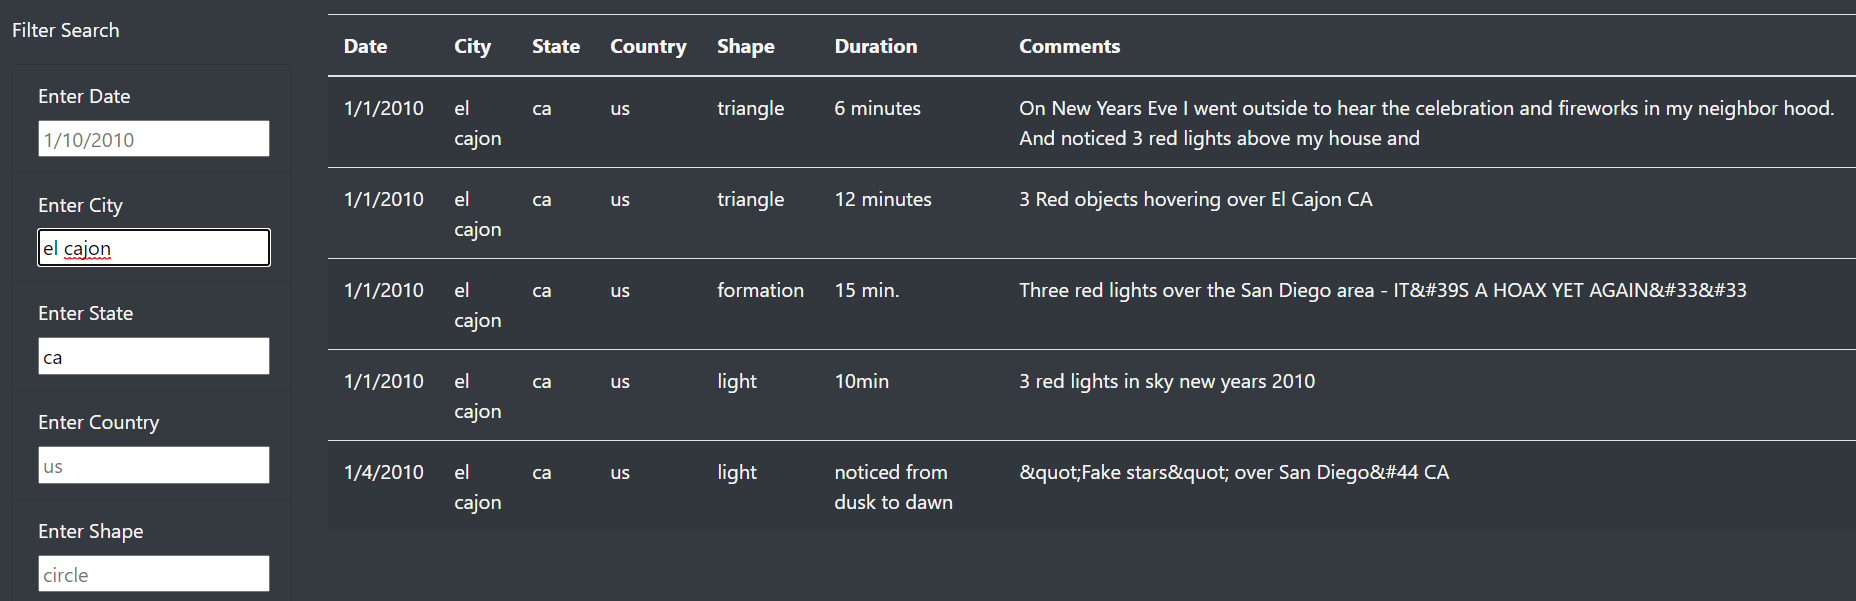 Filter Search
Enter Date
1/10/2010
Enter City
el cajon
Enter State
ca
Enter Country
us
Enter Shape
circle
Date City State Country Shape Duration Comments
1/1/2010 el ca us triangle 6 minutes On New Years Eve I went outside to hear the celebration and fireworks in my neighbor hood.
cajon And noticed 3 red lights above my house and
1/1/2010 el ca us triangle 12 minutes 3 Red objects hovering over El Cajon CA
cajon
1/1/2010 el ca us formation 15 min. Three red lights over the San Diego area - IT&#39S A HOAX YET AGAIN&#33&#33
cajon
1/1/2010 el ca us light 10min 3 red lights in sky new years 2010
cajon
1/4/2010 el ca us light noticed from &quot;Fake stars&quot; over San Diego&#44 CA
cajon dusk to dawn